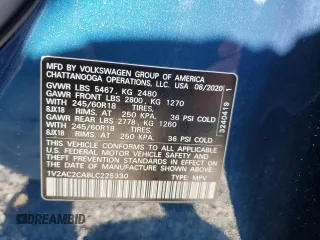 MFD. BY VOLKSWAGEN GROUP OF AMERICA
CHATTANOOGA OPERATIONS, LLC. USA 08/2020
GVWR LBS 5467, KG 2480
GAWR FRONT LBS 2800, KG 1270
WITH 245/60R18 TIRES,
8JX18 RIMS, AT 250 KPA. 36 PSI COLD
GAWR REAR LBS 2778, KG 1260
WITH 245/60R18 TIRES,
8JX18 RIMS, AT 250 KPA. 36 PSI COLD
THIS VEHICLE CONFORMS TO ALL APPLICABLE
U.S. FEDERAL MOTOR VEHICLE SAFETY
STANDARDS IN EFFECT ON THE
DATE OF MANUFACTURE SHOWN ABOVE.
1V2AC2CA8LC225330 TYPE: MPV
1
3240419
DREAMBID